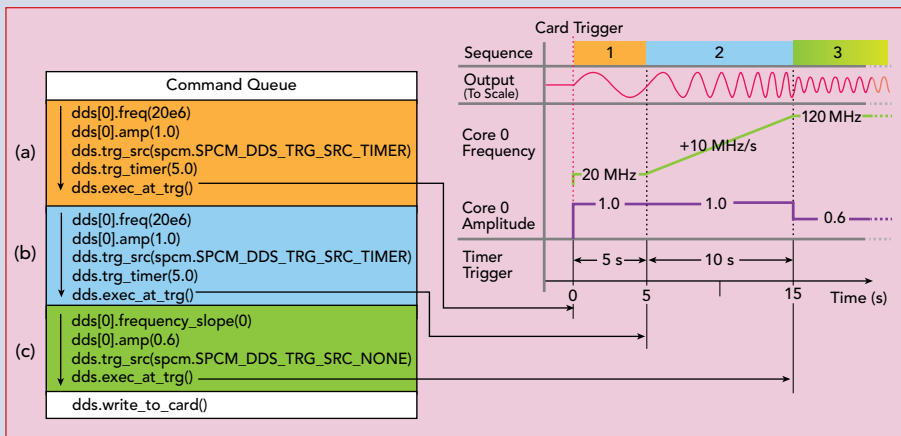 Command Queue
(a)
dds[0].freq(20e6)
dds[0].amp(1.0)
dds.trg_src(spcm.SPCM_DDS_TRG_SRC_TIMER)
dds.trg_timer(5.0)
dds.exec_at_trg()
(b)
dds[0].freq(20e6)
dds[0].amp(1.0)
dds.trg_src(spcm.SPCM_DDS_TRG_SRC_TIMER)
dds.trg_timer(5.0)
dds.exec_at_trg()
(c)
dds[0].frequency_slope(0)
dds[0].amp(0.6)
dds.trg_src(spcm.SPCM_DDS_TRG_SRC_NONE)
dds.exec_at_trg()
dds.write_to_card()
Card Trigger
Sequence 1 2 3
Output
(To Scale)
Core 0
Frequency
20 MHz
+10 MHz/s
120 MHz
Core 0
Amplitude
1.0 1.0 0.6
Timer
Trigger
5 s 10 s
0 5 15 Time (s)